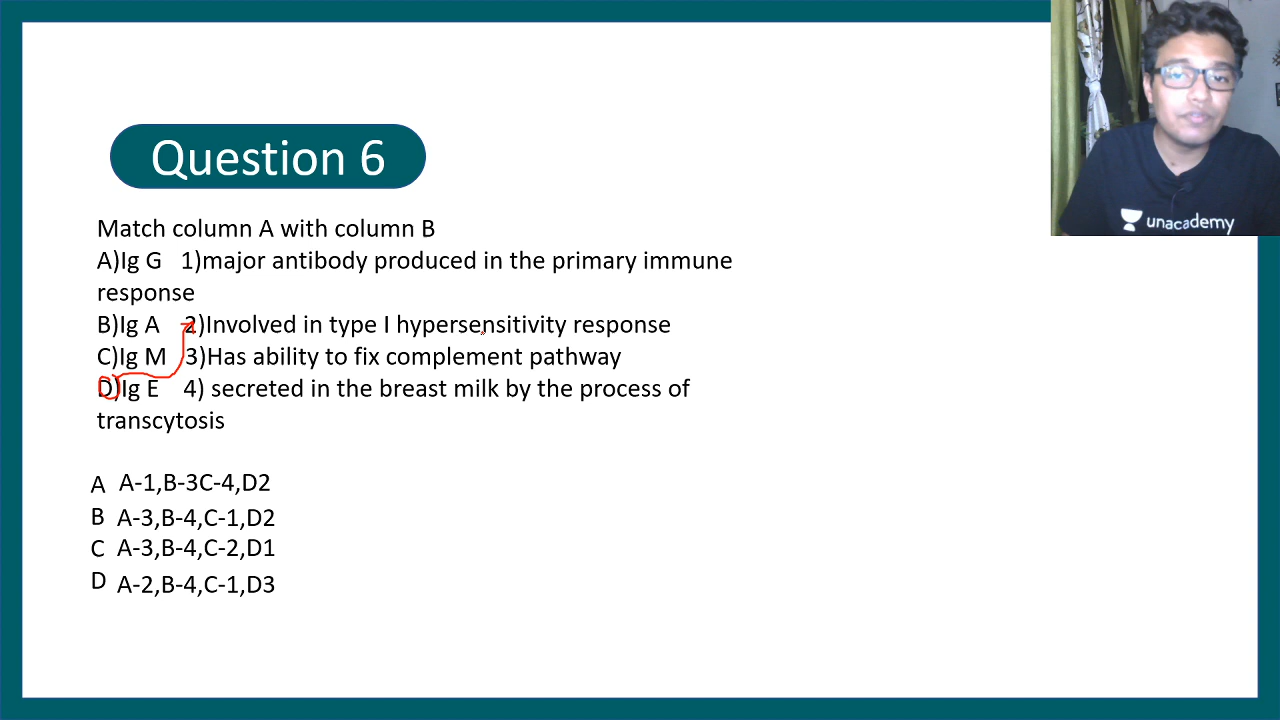 Question 6
Match column A with column B
A)Ig G 1)major antibody produced in the primary immune
response
B)Ig A 2)Involved in type I hypersensitivity response
C)Ig M 3)Has ability to fix complement pathway
D)Ig E 4) secreted in the breast milk by the process of
transcytosis
A A-1,B-3C-4,D2
B A-3,B-4,C-1,D2
C A-3,B-4,C-2,D1
D A-2,B-4,C-1,D3
unacademy